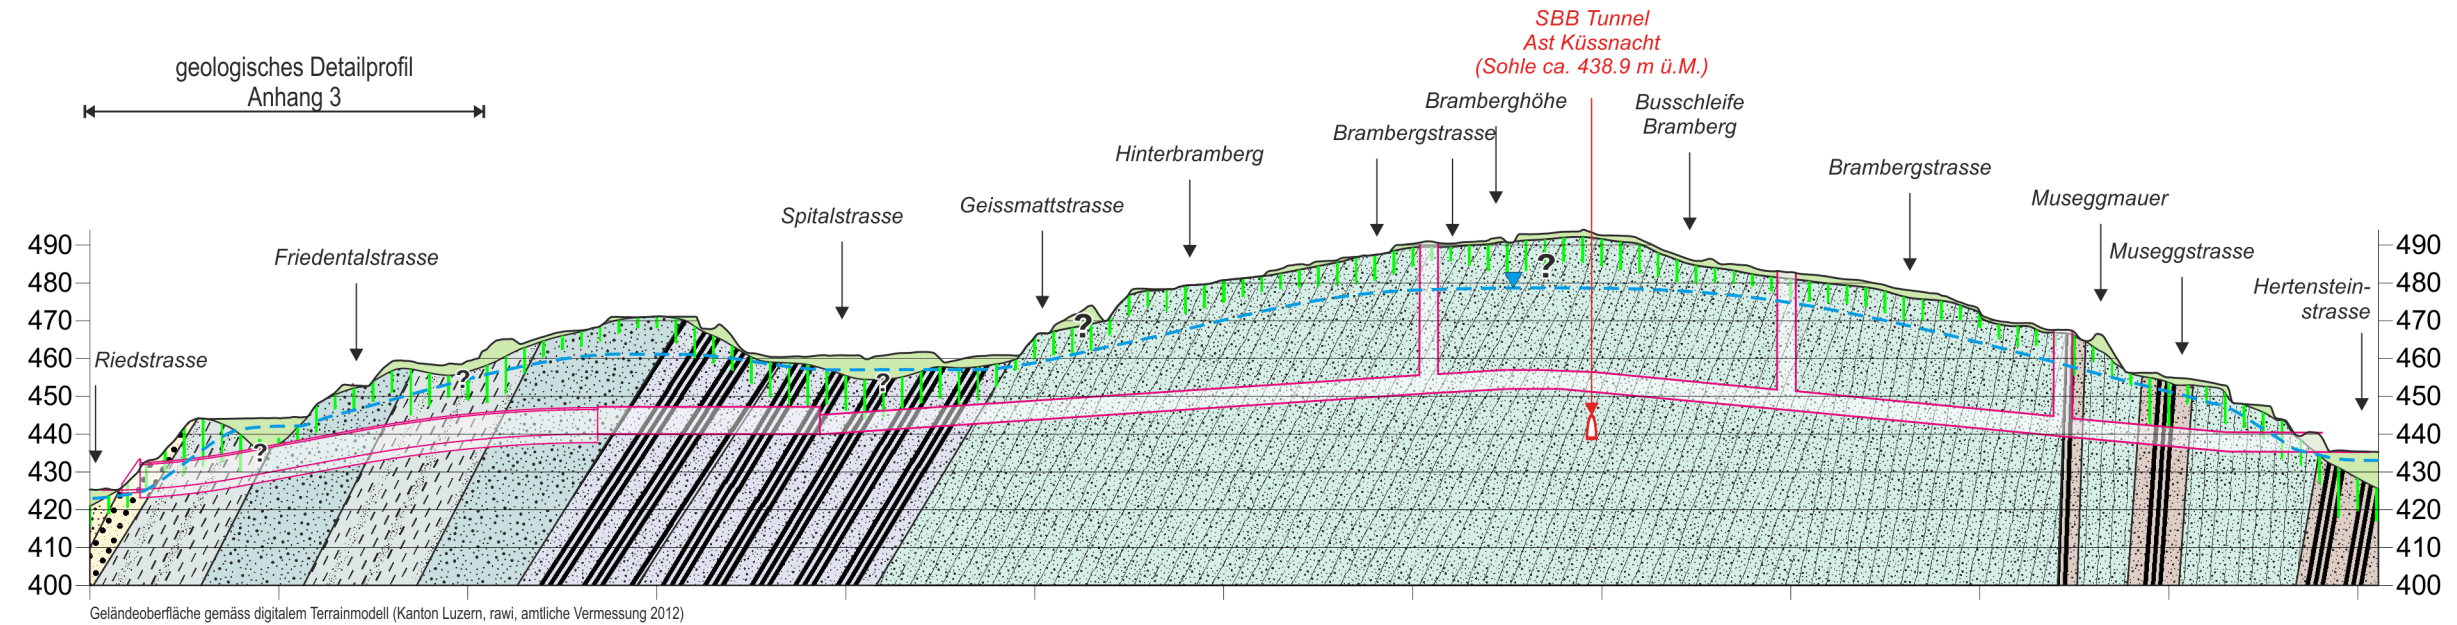 SBB Tunnel
Ast Küssnacht
(Sohle ca. 438.9 m ü.M.)
geologisches Detailprofil
Anhang 3
Bramberghöhe
Busschleife
Bramberg
Brambergstrasse
Hinterbramberg
Brambergstrasse
Museggmauer
Geissmattstrasse
Spitalstrasse
Museggstrasse
Friedentalstrasse
Hertenstein-
strasse
Riedstrasse
490
480
470
460
450
440
430
420
410
400
?
?
?
?
?
490
480
470
460
450
440
430
420
410
400
Geländeoberfläche gemäss digitalem Terrainmodell (Kanton Luzern, rawi, amtliche Vermessung 2012)